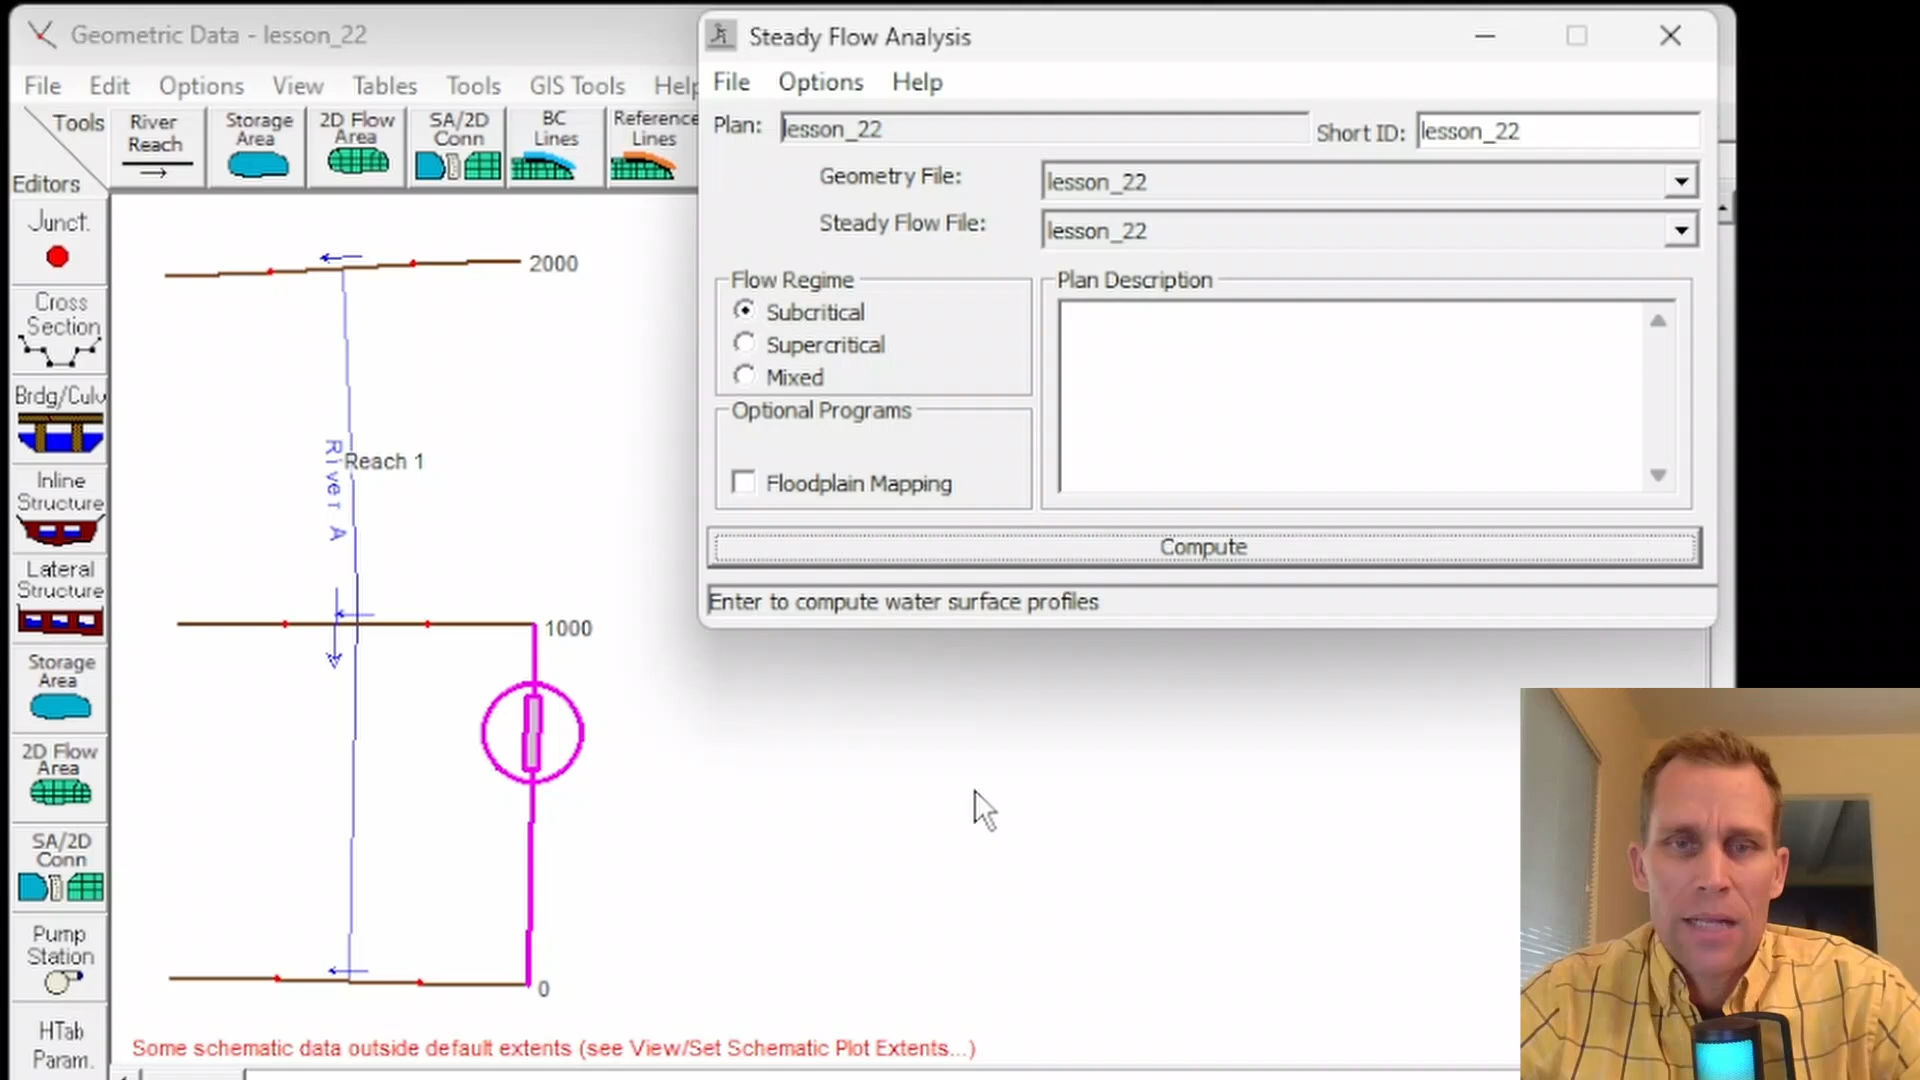 Geometric Data - lesson_22
File Edit Options View Tables Tools GIS Tools Help
Tools
Editors
River
Reach
Storage
Area
2D Flow
Area
SA/2D
Conn
BC
Lines
Reference
Lines
Junct.
Cross
Section
Brdg/Culv
Inline
Structure
Lateral
Structure
Storage
Area
2D Flow
Area
SA/2D
Conn
Pump
Station
HTab
Param.
2000
River A
Reach 1
1000
0
Some schematic data outside default extents (see View/Set Schematic Plot Extents...)
Steady Flow Analysis
File Options Help
Plan: lesson_22
Short ID: lesson_22
Geometry File: lesson_22
Steady Flow File: lesson_22
Flow Regime
Subcritical
Supercritical
Mixed
Optional Programs
Floodplain Mapping
Plan Description
Compute
Enter to compute water surface profiles